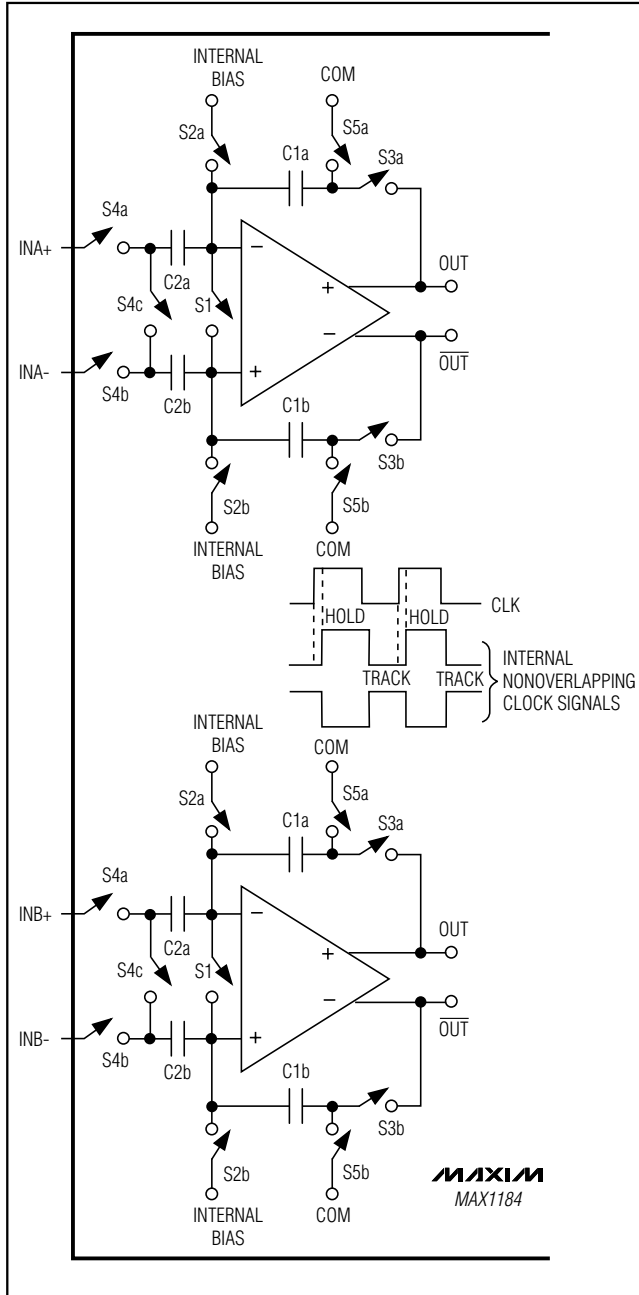 INTERNAL
BIAS
COM
S2a
C1a
S5a
S3a
S4a
INA+
−
C2a
+
OUT
S4c
S1
−
OUT
INA-
S4b
C2b
+
C1b
S3b
S2b
S5b
INTERNAL
BIAS
COM
CLK
HOLD
HOLD
TRACK
TRACK
INTERNAL
NONOVERLAPPING
CLOCK SIGNALS
INTERNAL
BIAS
COM
S2a
C1a
S5a
S3a
S4a
INB+
−
C2a
+
OUT
S4c
S1
−
OUT
INB-
S4b
C2b
+
C1b
S3b
S2b
S5b
INTERNAL
BIAS
COM
MAXIM
MAX1184